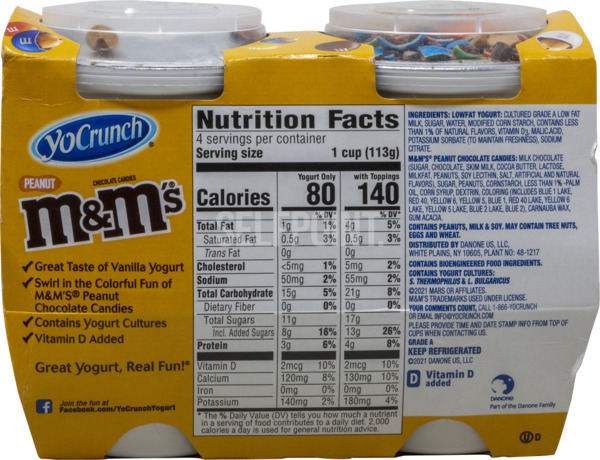 YoCrunch®
PEANUT
CHOCOLATE CANDIES
m&m's
✓ Great Taste of Vanilla Yogurt
✓ Swirl in the Colorful Fun of
M&M'S® Peanut
Chocolate Candies
✓ Contains Yogurt Cultures
✓ Vitamin D Added
Great Yogurt, Real Fun!®
Join the fun at
Facebook.com/YoCrunchYogurt
Nutrition Facts
4 servings per container
Serving size 1 cup (113g)
Yogurt Only with Toppings
Calories 80 140
% DV* % DV*
Total Fat 1g 1% 4g 5%
Saturated Fat 0.5g 3% 0.5g 3%
Trans Fat 0g 0g
Cholesterol <5mg 1% 5mg 2%
Sodium 50mg 2% 55mg 2%
Total Carbohydrate 15g 5% 21g 8%
Dietary Fiber 0g 0% 0g 0%
Total Sugars 11g 17g
Incl. Added Sugars 8g 16% 13g 26%
Protein 3g 6% 4g 8%
Vitamin D 2mcg 10% 2mcg 10%
Calcium 120mg 8% 130mg 10%
Iron 0mg 0% 0mg 0%
Potassium 140mg 2% 180mg 4%
* The % Daily Value (DV) tells you how much a nutrient
in a serving of food contributes to a daily diet. 2,000
calories a day is used for general nutrition advice.
INGREDIENTS: LOWFAT YOGURT: CULTURED GRADE A LOW FAT
MILK, SUGAR, WATER, MODIFIED CORN STARCH, CONTAINS LESS
THAN 1% OF NATURAL FLAVORS, VITAMIN D3, MALIC ACID,
POTASSIUM SORBATE (TO MAINTAIN FRESHNESS), SODIUM
CITRATE.
M&M'S® PEANUT CHOCOLATE CANDIES: MILK CHOCOLATE
(SUGAR, CHOCOLATE, SKIM MILK, COCOA BUTTER, LACTOSE,
MILKFAT, PEANUTS, SOY LECITHIN, SALT, ARTIFICIAL AND NATURAL
FLAVORS), SUGAR, PEANUTS, CORNSTARCH, LESS THAN 1% -PALM
OIL, CORN SYRUP, DEXTRIN, COLORING (INCLUDES BLUE 1 LAKE,
RED 40, YELLOW 6, YELLOW 5, BLUE 1, RED 40 LAKE, YELLOW 6
LAKE, YELLOW 5 LAKE, BLUE 2 LAKE, BLUE 2), CARNAUBA WAX,
GUM ACACIA.
CONTAINS PEANUTS, MILK & SOY. MAY CONTAIN TREE NUTS,
EGGS AND WHEAT.
DISTRIBUTED BY DANONE US, LLC,
WHITE PLAINS, NY 10605, PLANT NO: 48-1217
CONTAINS BIOENGINEERED FOOD INGREDIENTS.
CONTAINS YOGURT CULTURES:
S. THERMOPHILUS & L. BULGARICUS
©2021 MARS OR AFFILIATES.
M&M'S TRADEMARKS USED UNDER LICENSE.
YOUR COMMENTS COUNT, CALL 1-866-YOCRUNCH
OR EMAIL INFO@YOCRUNCH.COM
PLEASE PROVIDE TIME AND DATE STAMP INFO FROM TOP OF
CUPS WHEN CONTACTING US.
GRADE A
KEEP REFRIGERATED
©2021 DANONE US, LLC
D Vitamin D
added
DANONE
Part of the Danone Family
U D